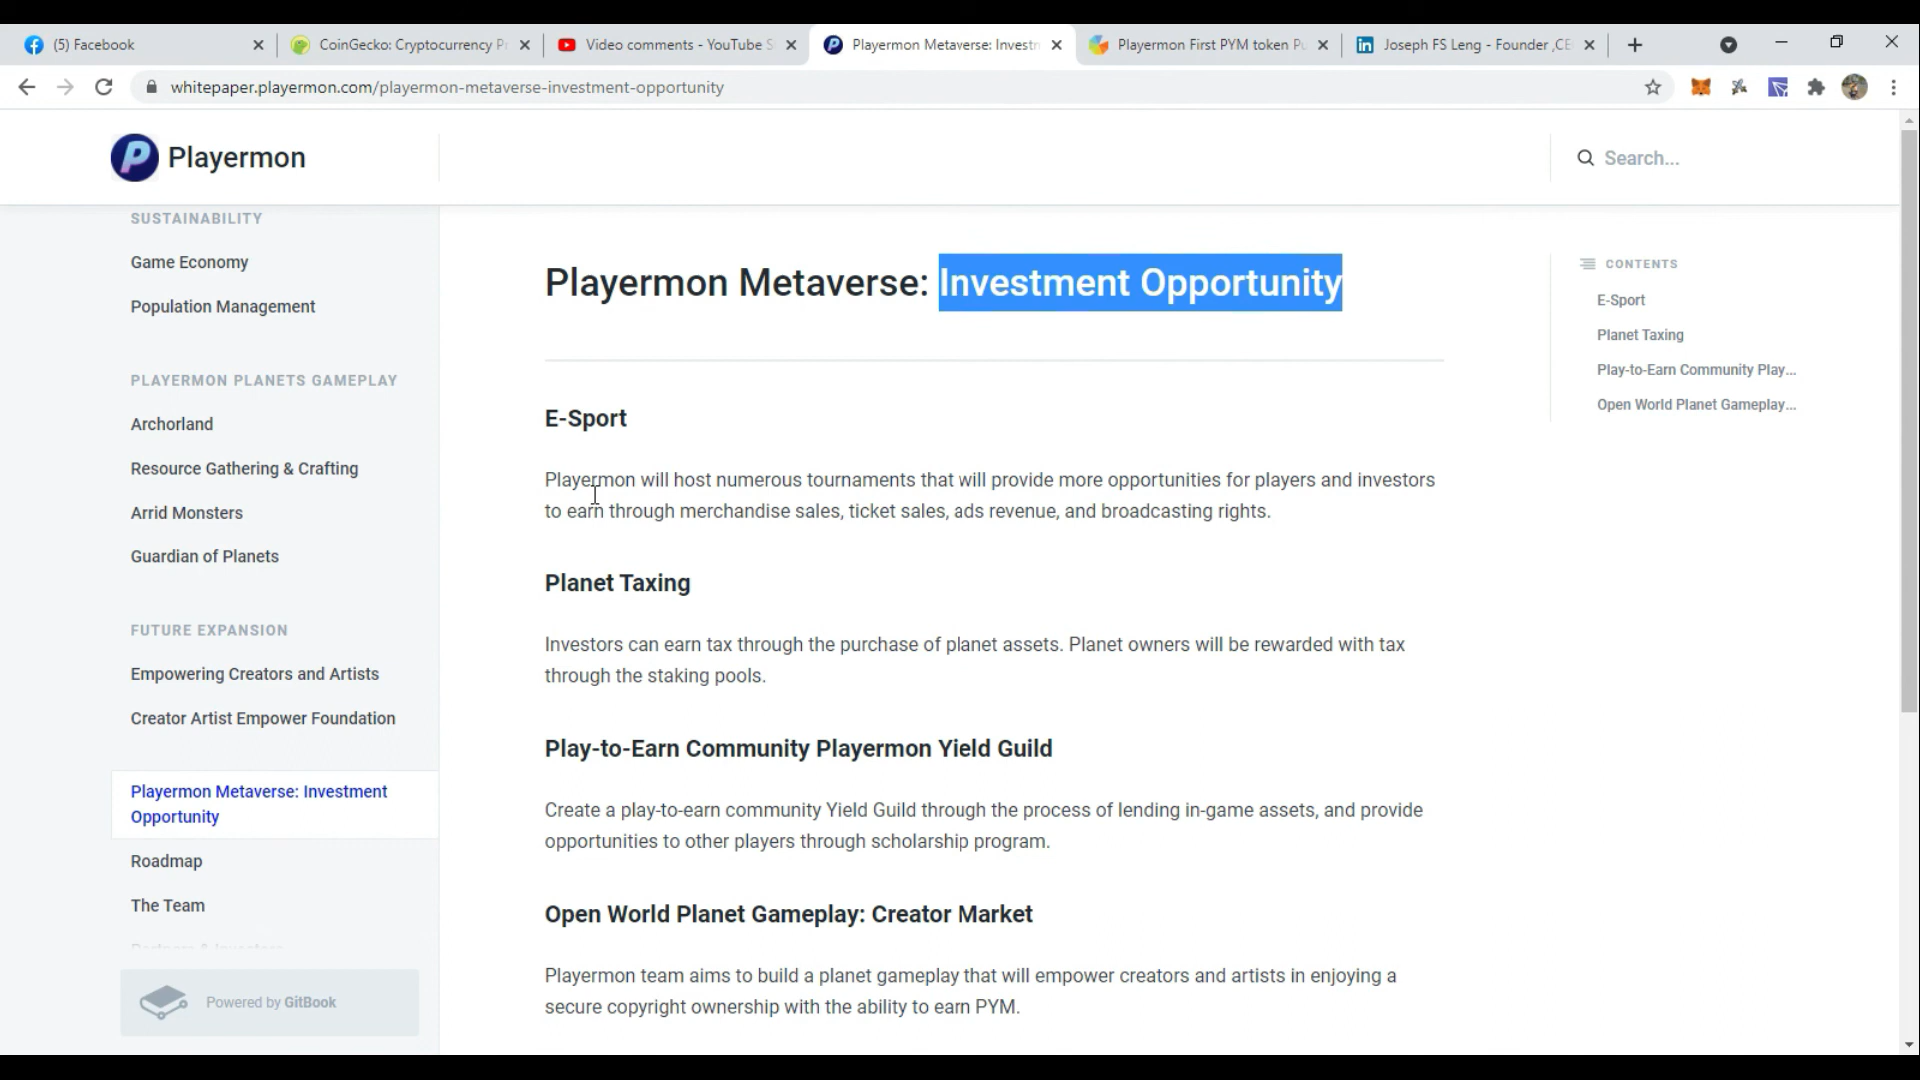 (5) Facebook
CoinGecko: Cryptocurrency P
Video comments - YouTube S
Playermon Metaverse: Investm
Playermon First PYM token Pu
Joseph FS Leng - Founder ,CE
whitepaper.playermon.com/playermon-metaverse-investment-opportunity
Playermon
Search...
SUSTAINABILITY
Game Economy
Population Management
PLAYERMON PLANETS GAMEPLAY
Archorland
Resource Gathering & Crafting
Arrid Monsters
Guardian of Planets
FUTURE EXPANSION
Empowering Creators and Artists
Creator Artist Empower Foundation
Playermon Metaverse: Investment
Opportunity
Roadmap
The Team
Partners & Investors
Powered by GitBook
Playermon Metaverse: Investment Opportunity
E-Sport
Playermon will host numerous tournaments that will provide more opportunities for players and investors
to earn through merchandise sales, ticket sales, ads revenue, and broadcasting rights.
Planet Taxing
Investors can earn tax through the purchase of planet assets. Planet owners will be rewarded with tax
through the staking pools.
Play-to-Earn Community Playermon Yield Guild
Create a play-to-earn community Yield Guild through the process of lending in-game assets, and provide
opportunities to other players through scholarship program.
Open World Planet Gameplay: Creator Market
Playermon team aims to build a planet gameplay that will empower creators and artists in enjoying a
secure copyright ownership with the ability to earn PYM.
CONTENTS
E-Sport
Planet Taxing
Play-to-Earn Community Play...
Open World Planet Gameplay...